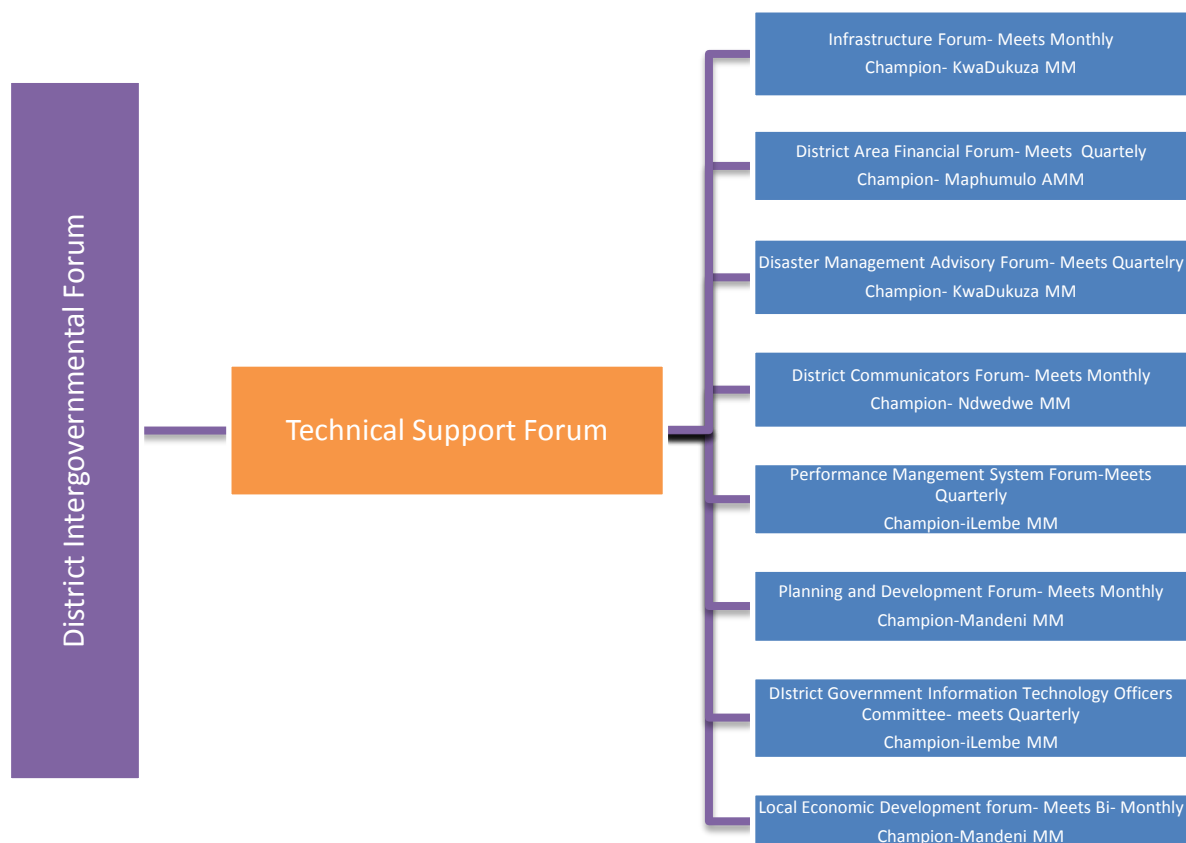 District Intergovernmental Forum
Technical Support Forum
Infrastructure Forum- Meets Monthly
Champion- KwaDukuza MM
District Area Financial Forum- Meets Quartely
Champion- Maphumulo AMM
Disaster Management Advisory Forum- Meets Quartelry
Champion- KwaDukuza MM
District Communicators Forum- Meets Monthly
Champion- Ndwedwe MM
Performance Mangement System Forum-Meets
Quarterly
Champion-iLembe MM
Planning and Development Forum- Meets Monthly
Champion-Mandeni MM
DIstrict Government Information Technology Officers
Committee- meets Quarterly
Champion-iLembe MM
Local Economic Development forum- Meets Bi- Monthly
Champion-Mandeni MM